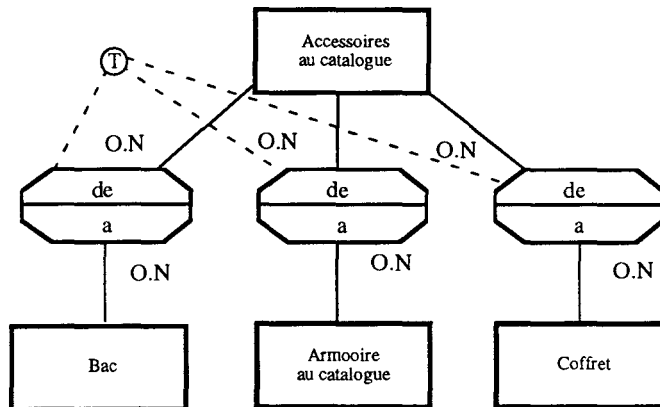 Accessoires
au catalogue
T
O.N
O.N
O.N
de
de
de
a
a
a
O.N
O.N
O.N
Bac
Armooire
au catalogue
Coffret